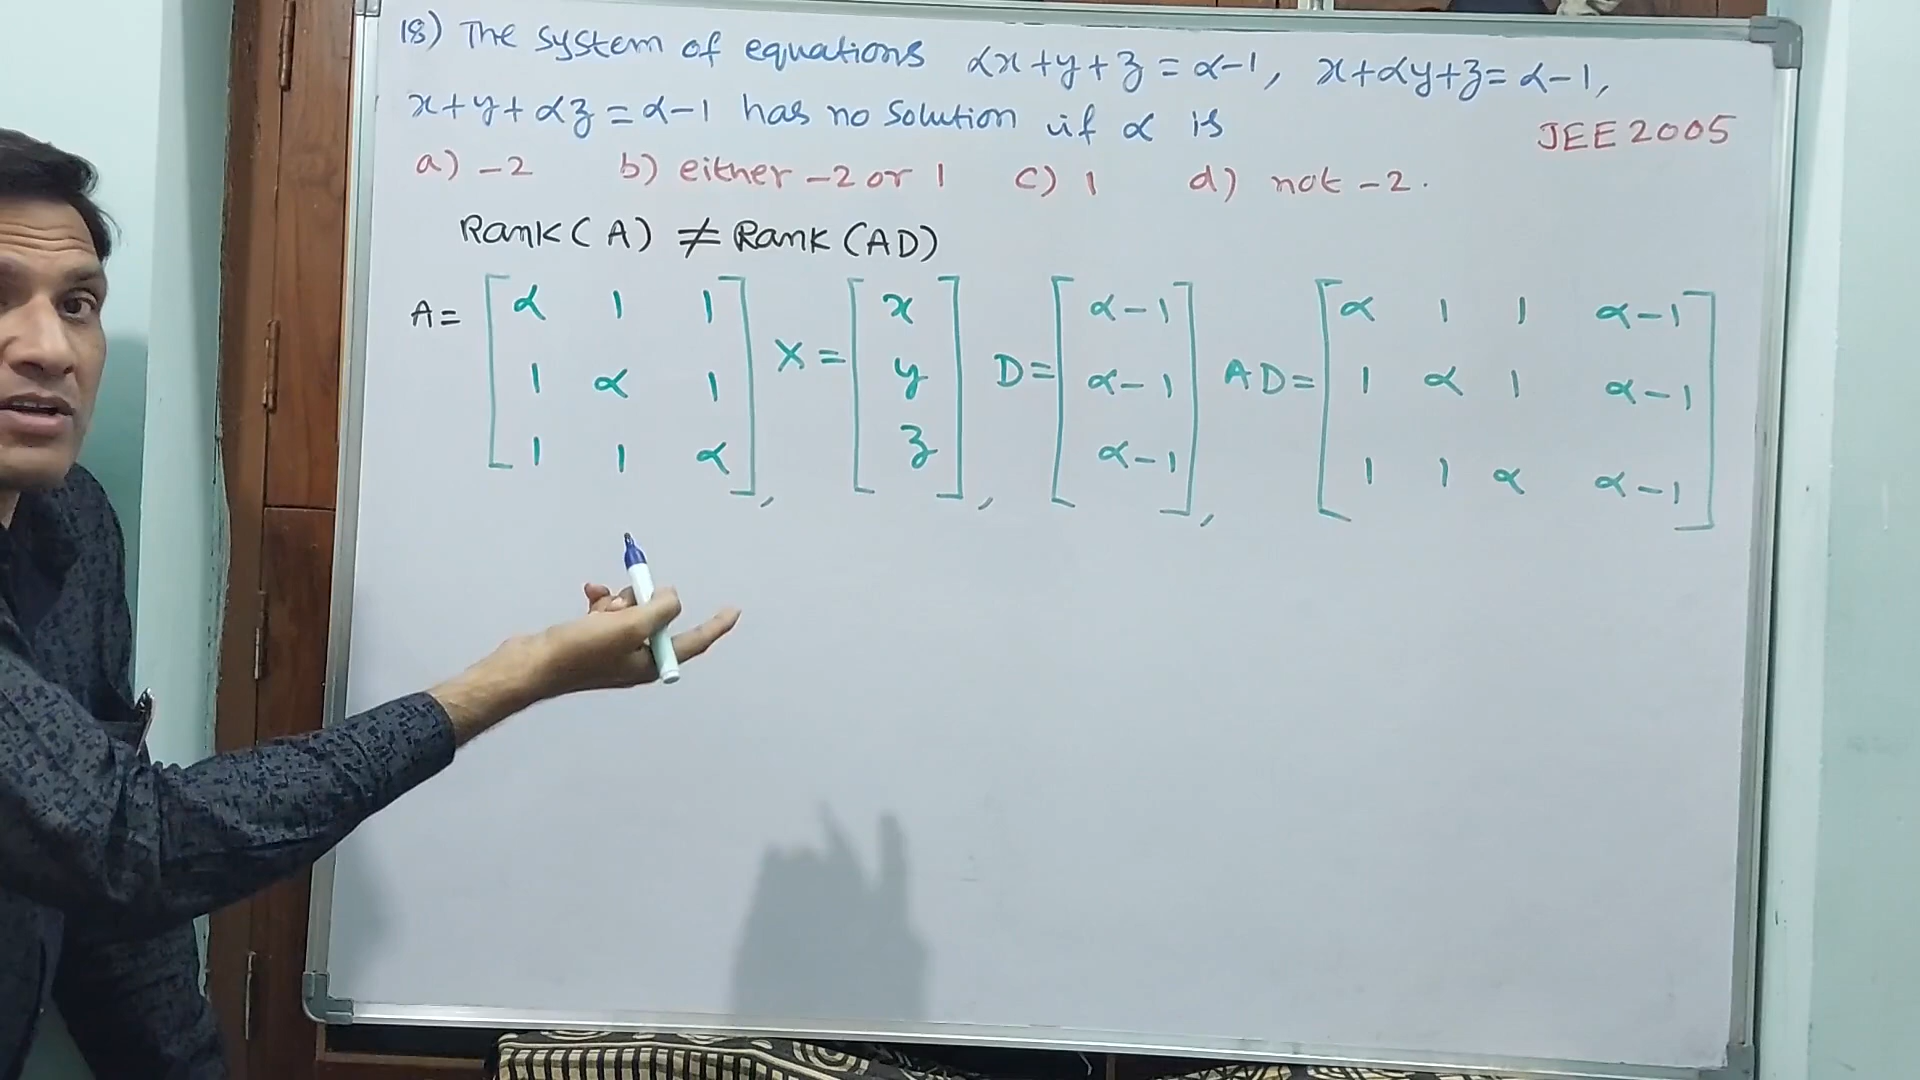 18) The system of equations αx+y+z=α-1, x+αy+z=α-1,
x+y+αz=α-1 has no solution if α is
JEE 2005
a) -2 b) either -2 or 1 c) 1 d) not -2.
Rank(A) ≠ Rank(AD)
A= [α 1 1 X= [x D= [α-1 AD= [α 1 1 α-1
1 α 1 y α-1 1 α 1 α-1
1 1 α], z], α-1], 1 1 α α-1]